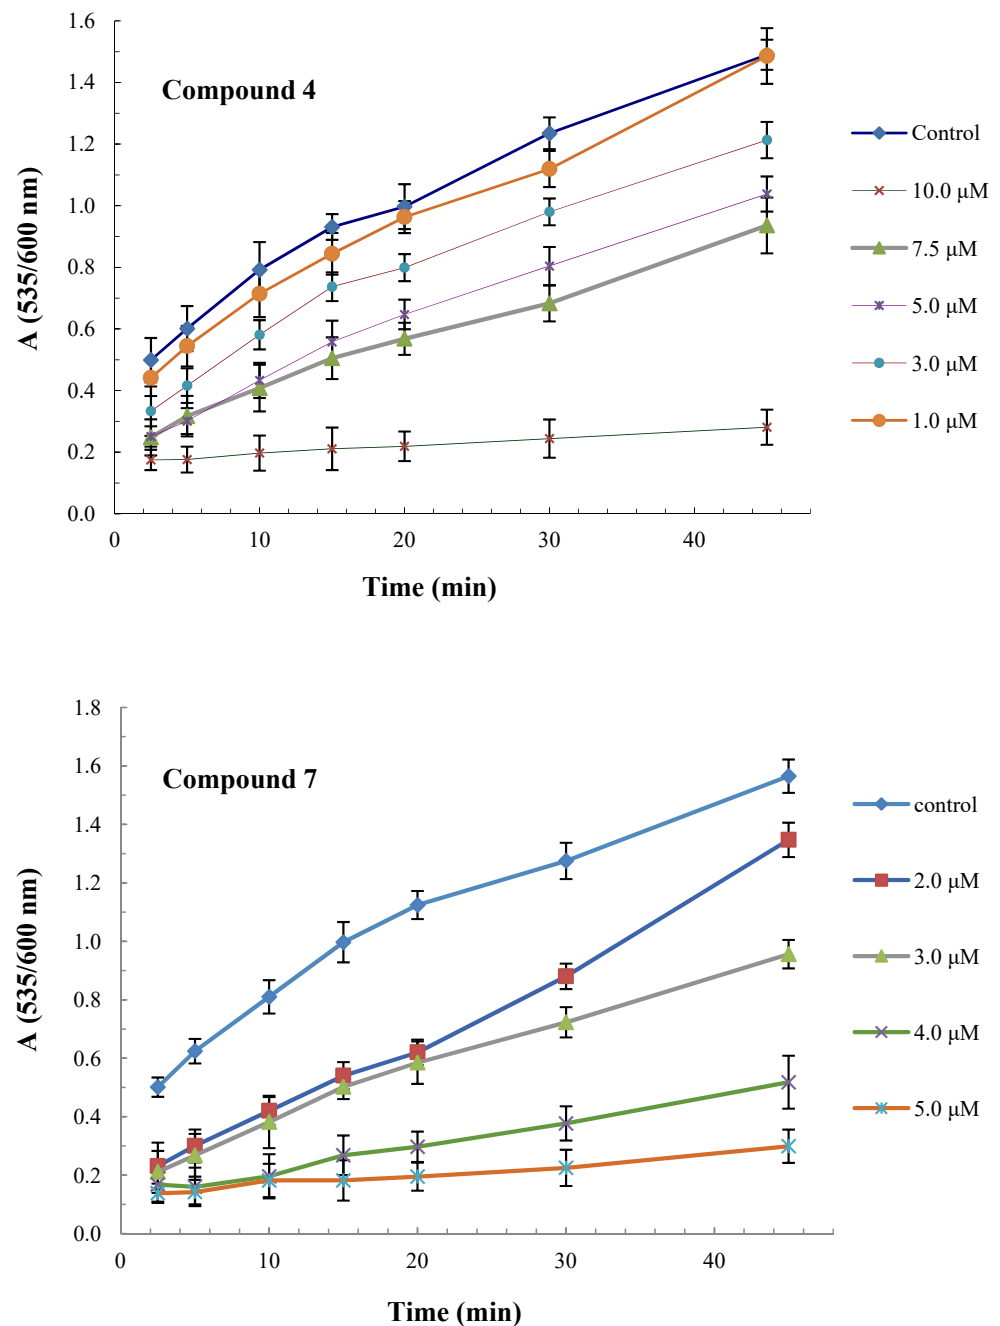 Compound 4
A (535/600 nm)
1.6
1.4
1.2
1.0
0.8
0.6
0.4
0.2
0.0
0
10
20
30
40
Time (min)
Control
10.0 μM
7.5 μM
5.0 μM
3.0 μM
1.0 μM
Compound 7
A (535/600 nm)
1.8
1.6
1.4
1.2
1.0
0.8
0.6
0.4
0.2
0.0
0
10
20
30
40
Time (min)
control
2.0 μM
3.0 μM
4.0 μM
5.0 μM